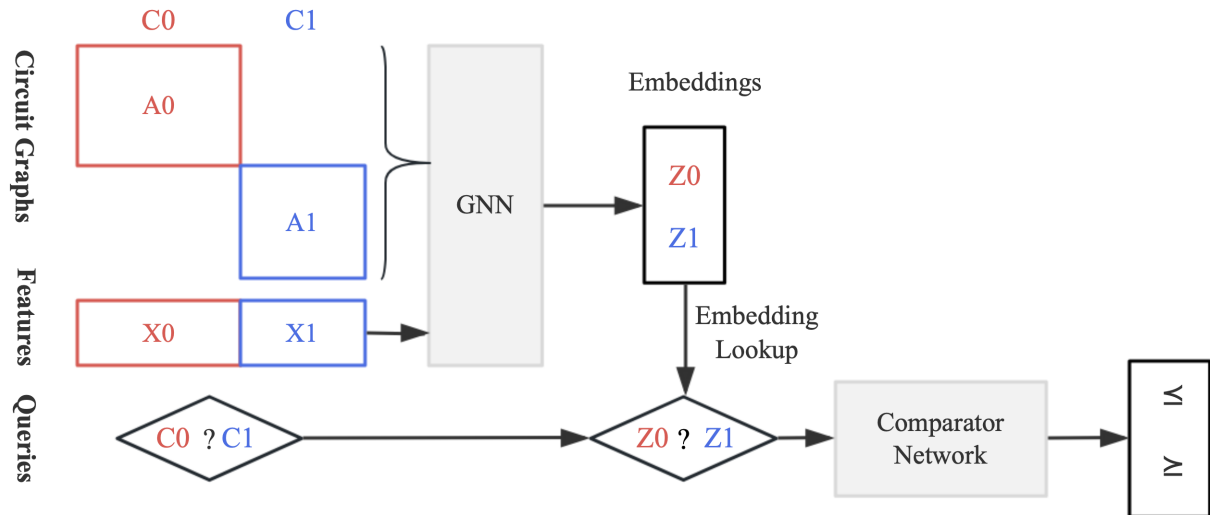 C0 C1
Circuit Graphs
A0
A1
GNN
Embeddings
Z0
Z1
Features
X0 X1
Embedding
Lookup
Queries
C0 ? C1
Z0 ? Z1
Comparator
Network
≥
≤